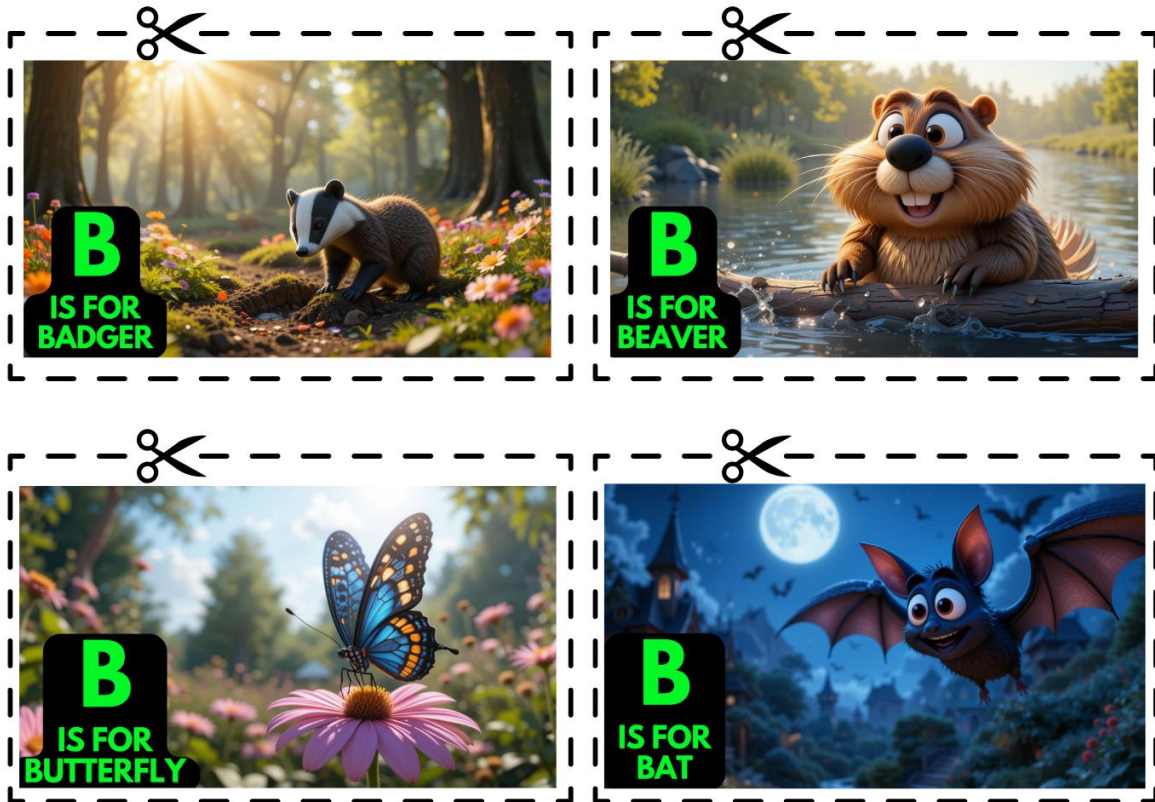 B
IS FOR
BADGER
B
IS FOR
BEAVER
B
IS FOR
BUTTERFLY
B
IS FOR
BAT